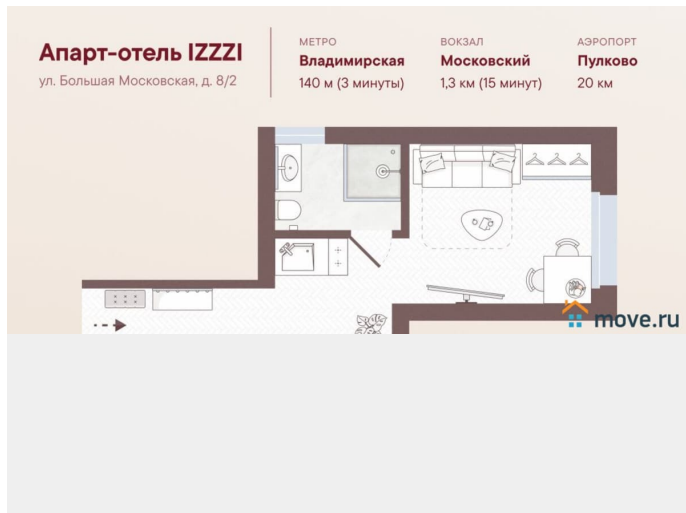 Апарт-отель IZZZI
ул. Большая Московская, д. 8/2
МЕТРО
Владимирская
140 м (3 минуты)
ВОКЗАЛ
Московский
1,3 км (15 минут)
АЭРОПОРТ
Пулково
20 км
move.ru